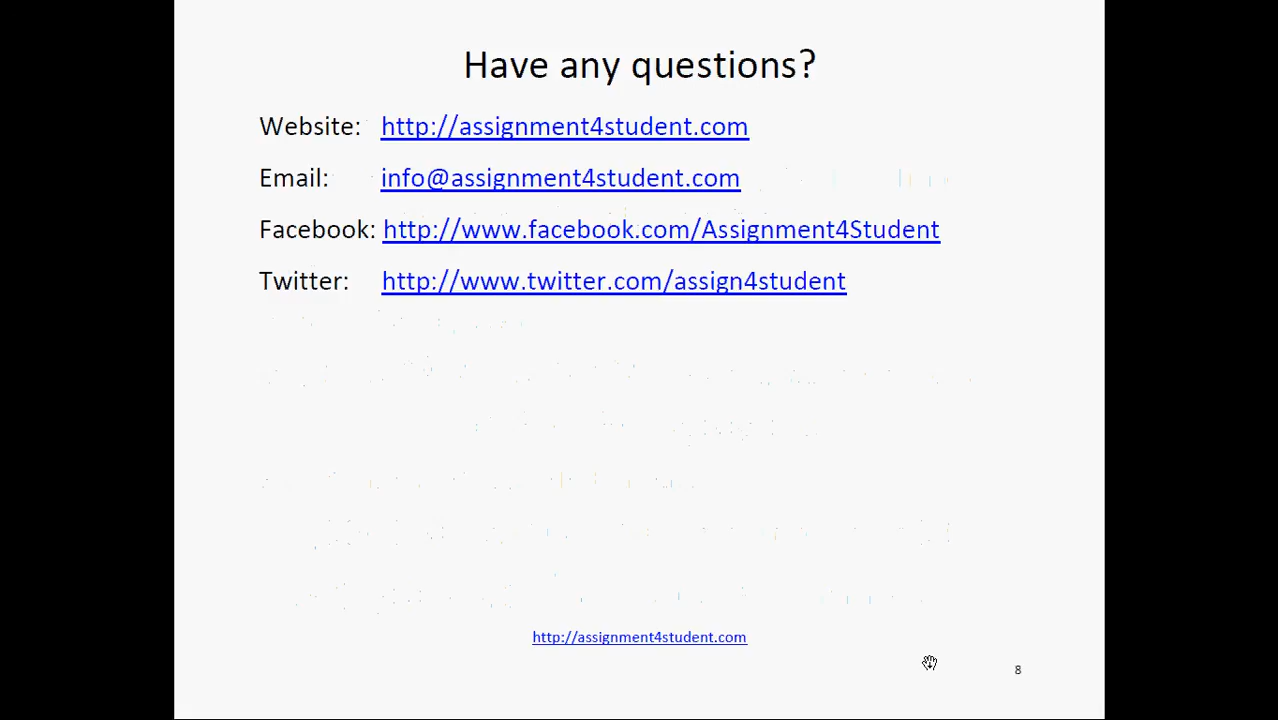 Have any questions?
Website: http://assignment4student.com
Email: info@assignment4student.com
Facebook: http://www.facebook.com/Assignment4Student
Twitter: http://www.twitter.com/assign4student
http://assignment4student.com
8